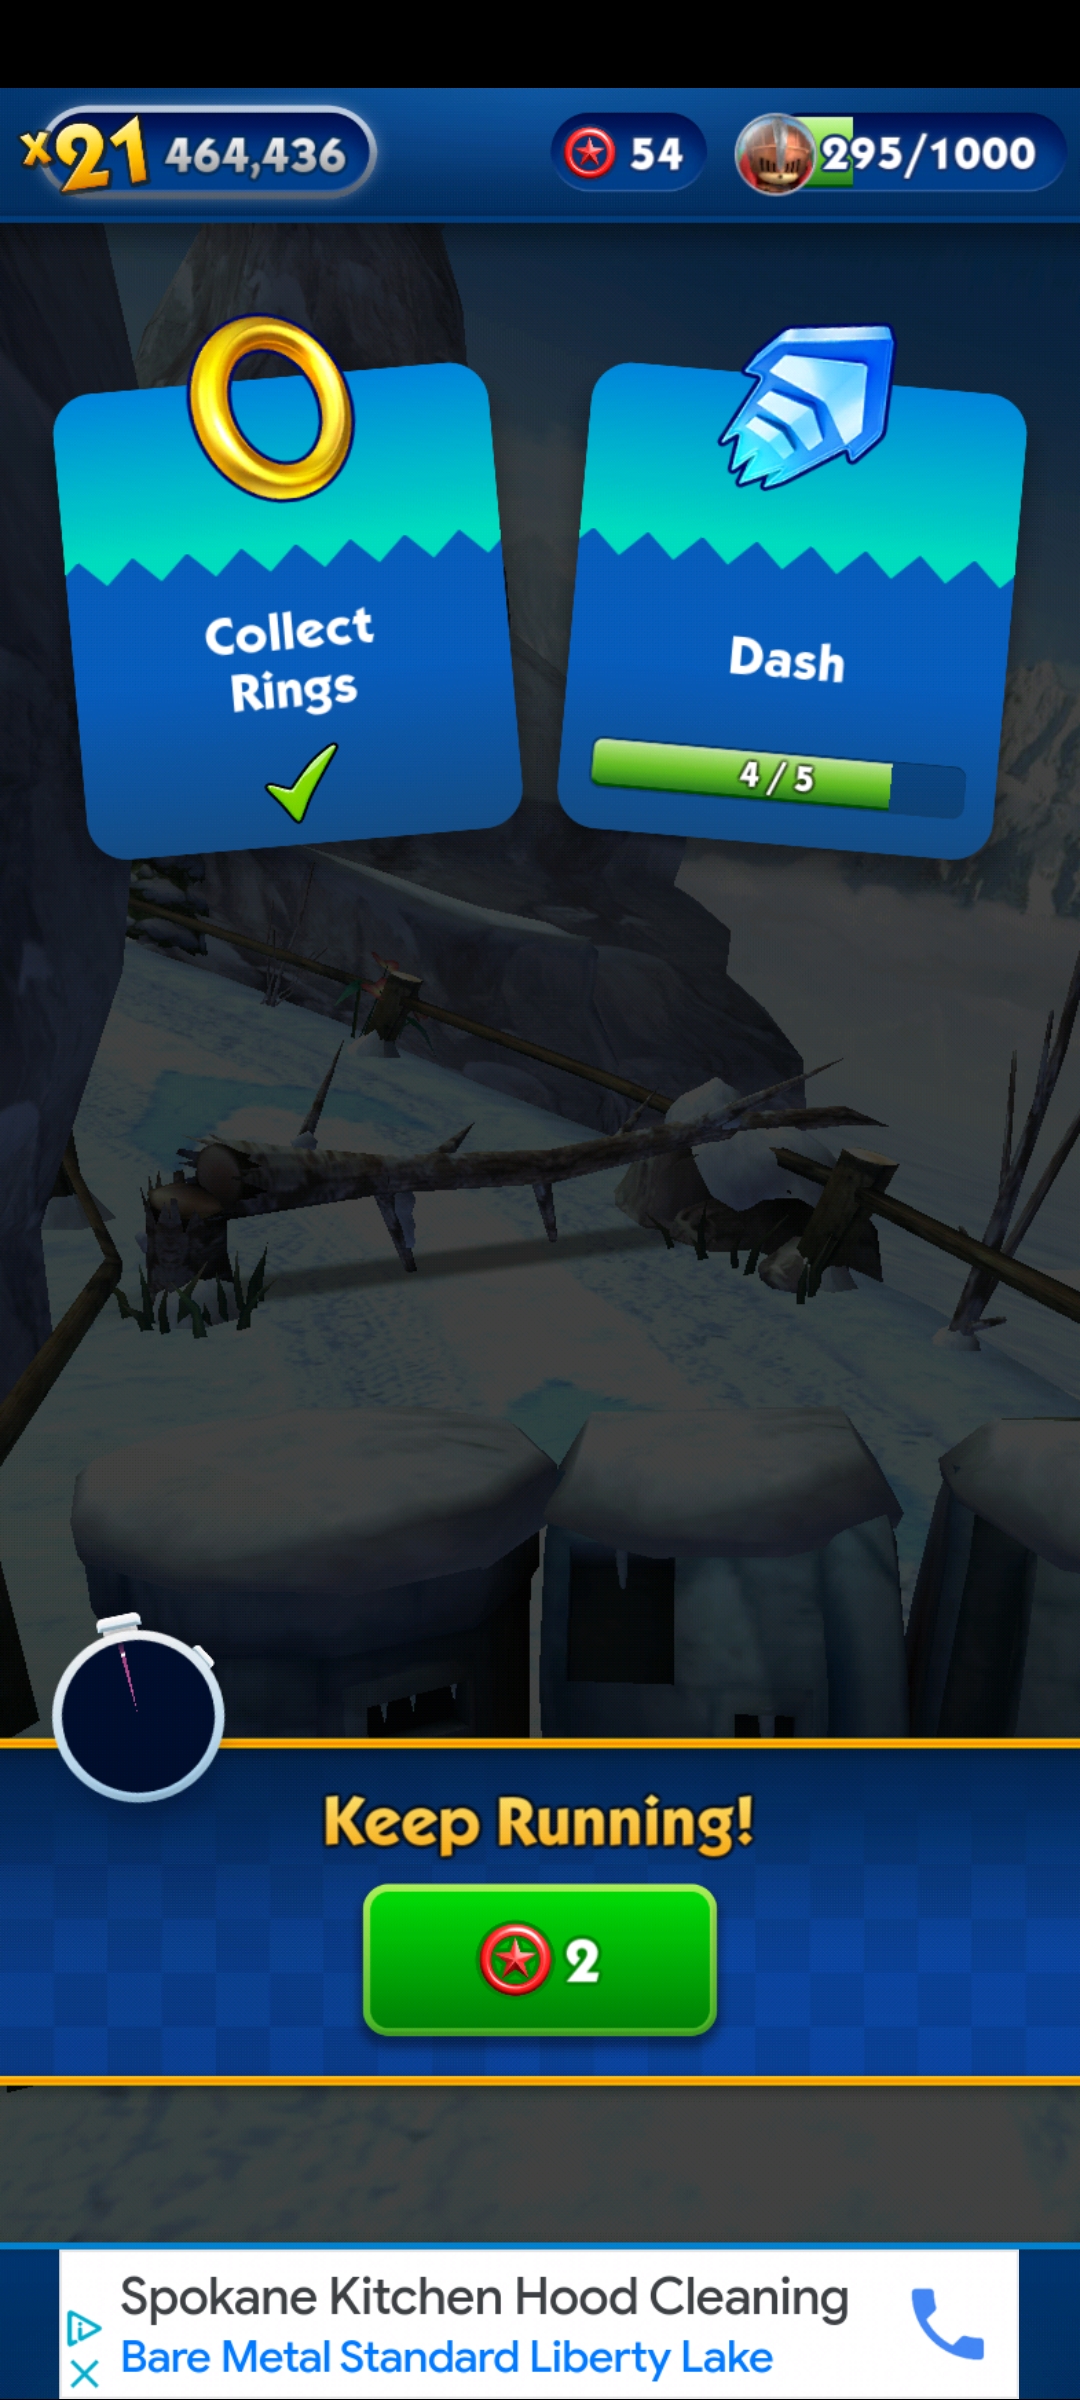 x21 464,436
54
295/1000
Collect
Rings
Dash
4 / 5
Keep Running!
2
Spokane Kitchen Hood Cleaning
Bare Metal Standard Liberty Lake